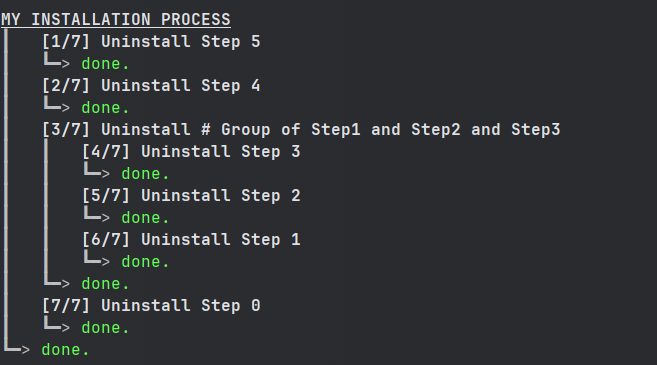 MY INSTALLATION PROCESS
[1/7] Uninstall Step 5
╙─> done.
[2/7] Uninstall Step 4
╙─> done.
[3/7] Uninstall # Group of Step1 and Step2 and Step3
[4/7] Uninstall Step 3
╙─> done.
[5/7] Uninstall Step 2
╙─> done.
[6/7] Uninstall Step 1
╙─> done.
╙─> done.
[7/7] Uninstall Step 0
╙─> done.
╙─> done.